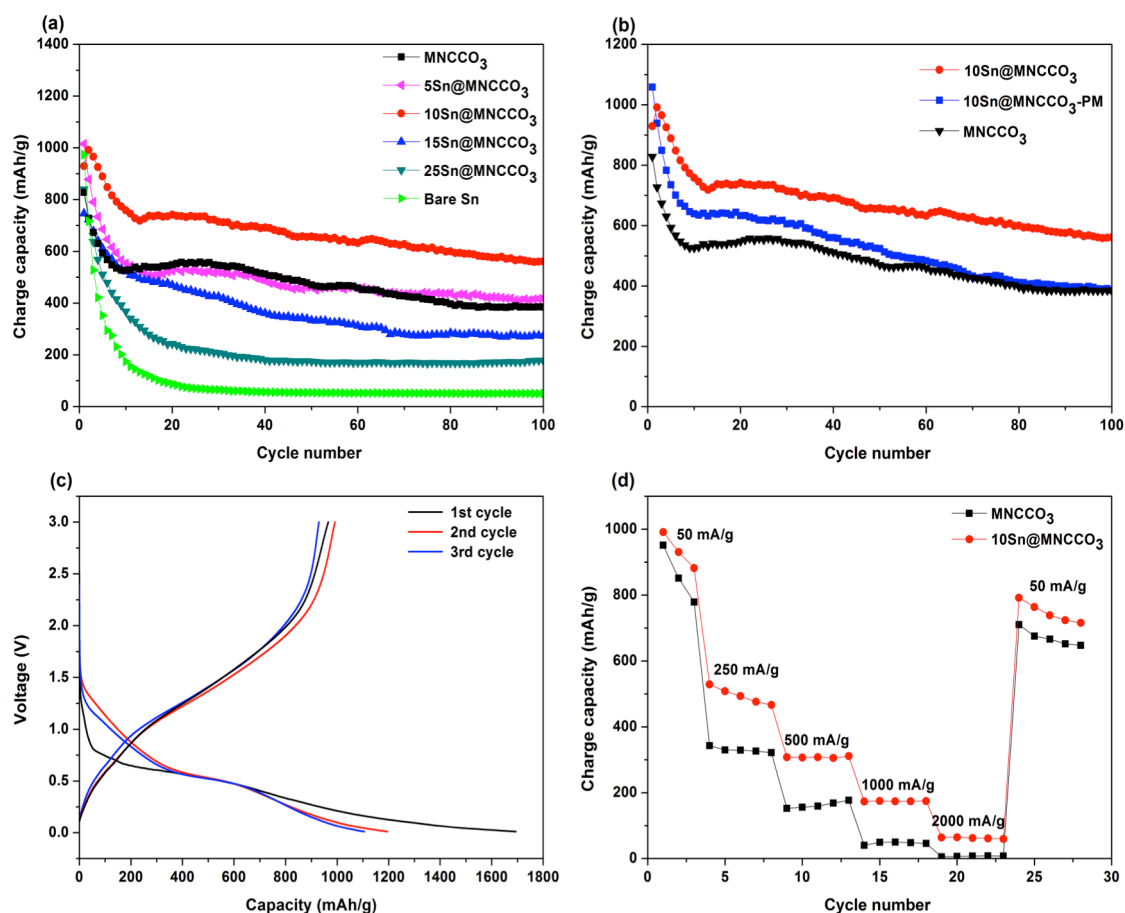 (a)
1400
1200
1000
800
600
400
200
0
Charge capacity (mAh/g)
MNCCO₃
5Sn@MNCCO₃
10Sn@MNCCO₃
15Sn@MNCCO₃
25Sn@MNCCO₃
Bare Sn
0 20 40 60 80 100
Cycle number
(b)
1200
1000
800
600
400
200
0
Charge capacity (mAh/g)
10Sn@MNCCO₃
10Sn@MNCCO₃-PM
MNCCO₃
0 20 40 60 80 100
Cycle number
(c)
3.0
2.5
2.0
1.5
1.0
0.5
0.0
Voltage (V)
1st cycle
2nd cycle
3rd cycle
0 200 400 600 800 1000 1200 1400 1600 1800
Capacity (mAh/g)
(d)
1000
800
600
400
200
0
Charge capacity (mAh/g)
MNCCO₃
10Sn@MNCCO₃
50 mA/g
250 mA/g
500 mA/g
1000 mA/g
2000 mA/g
50 mA/g
0 5 10 15 20 25 30
Cycle number